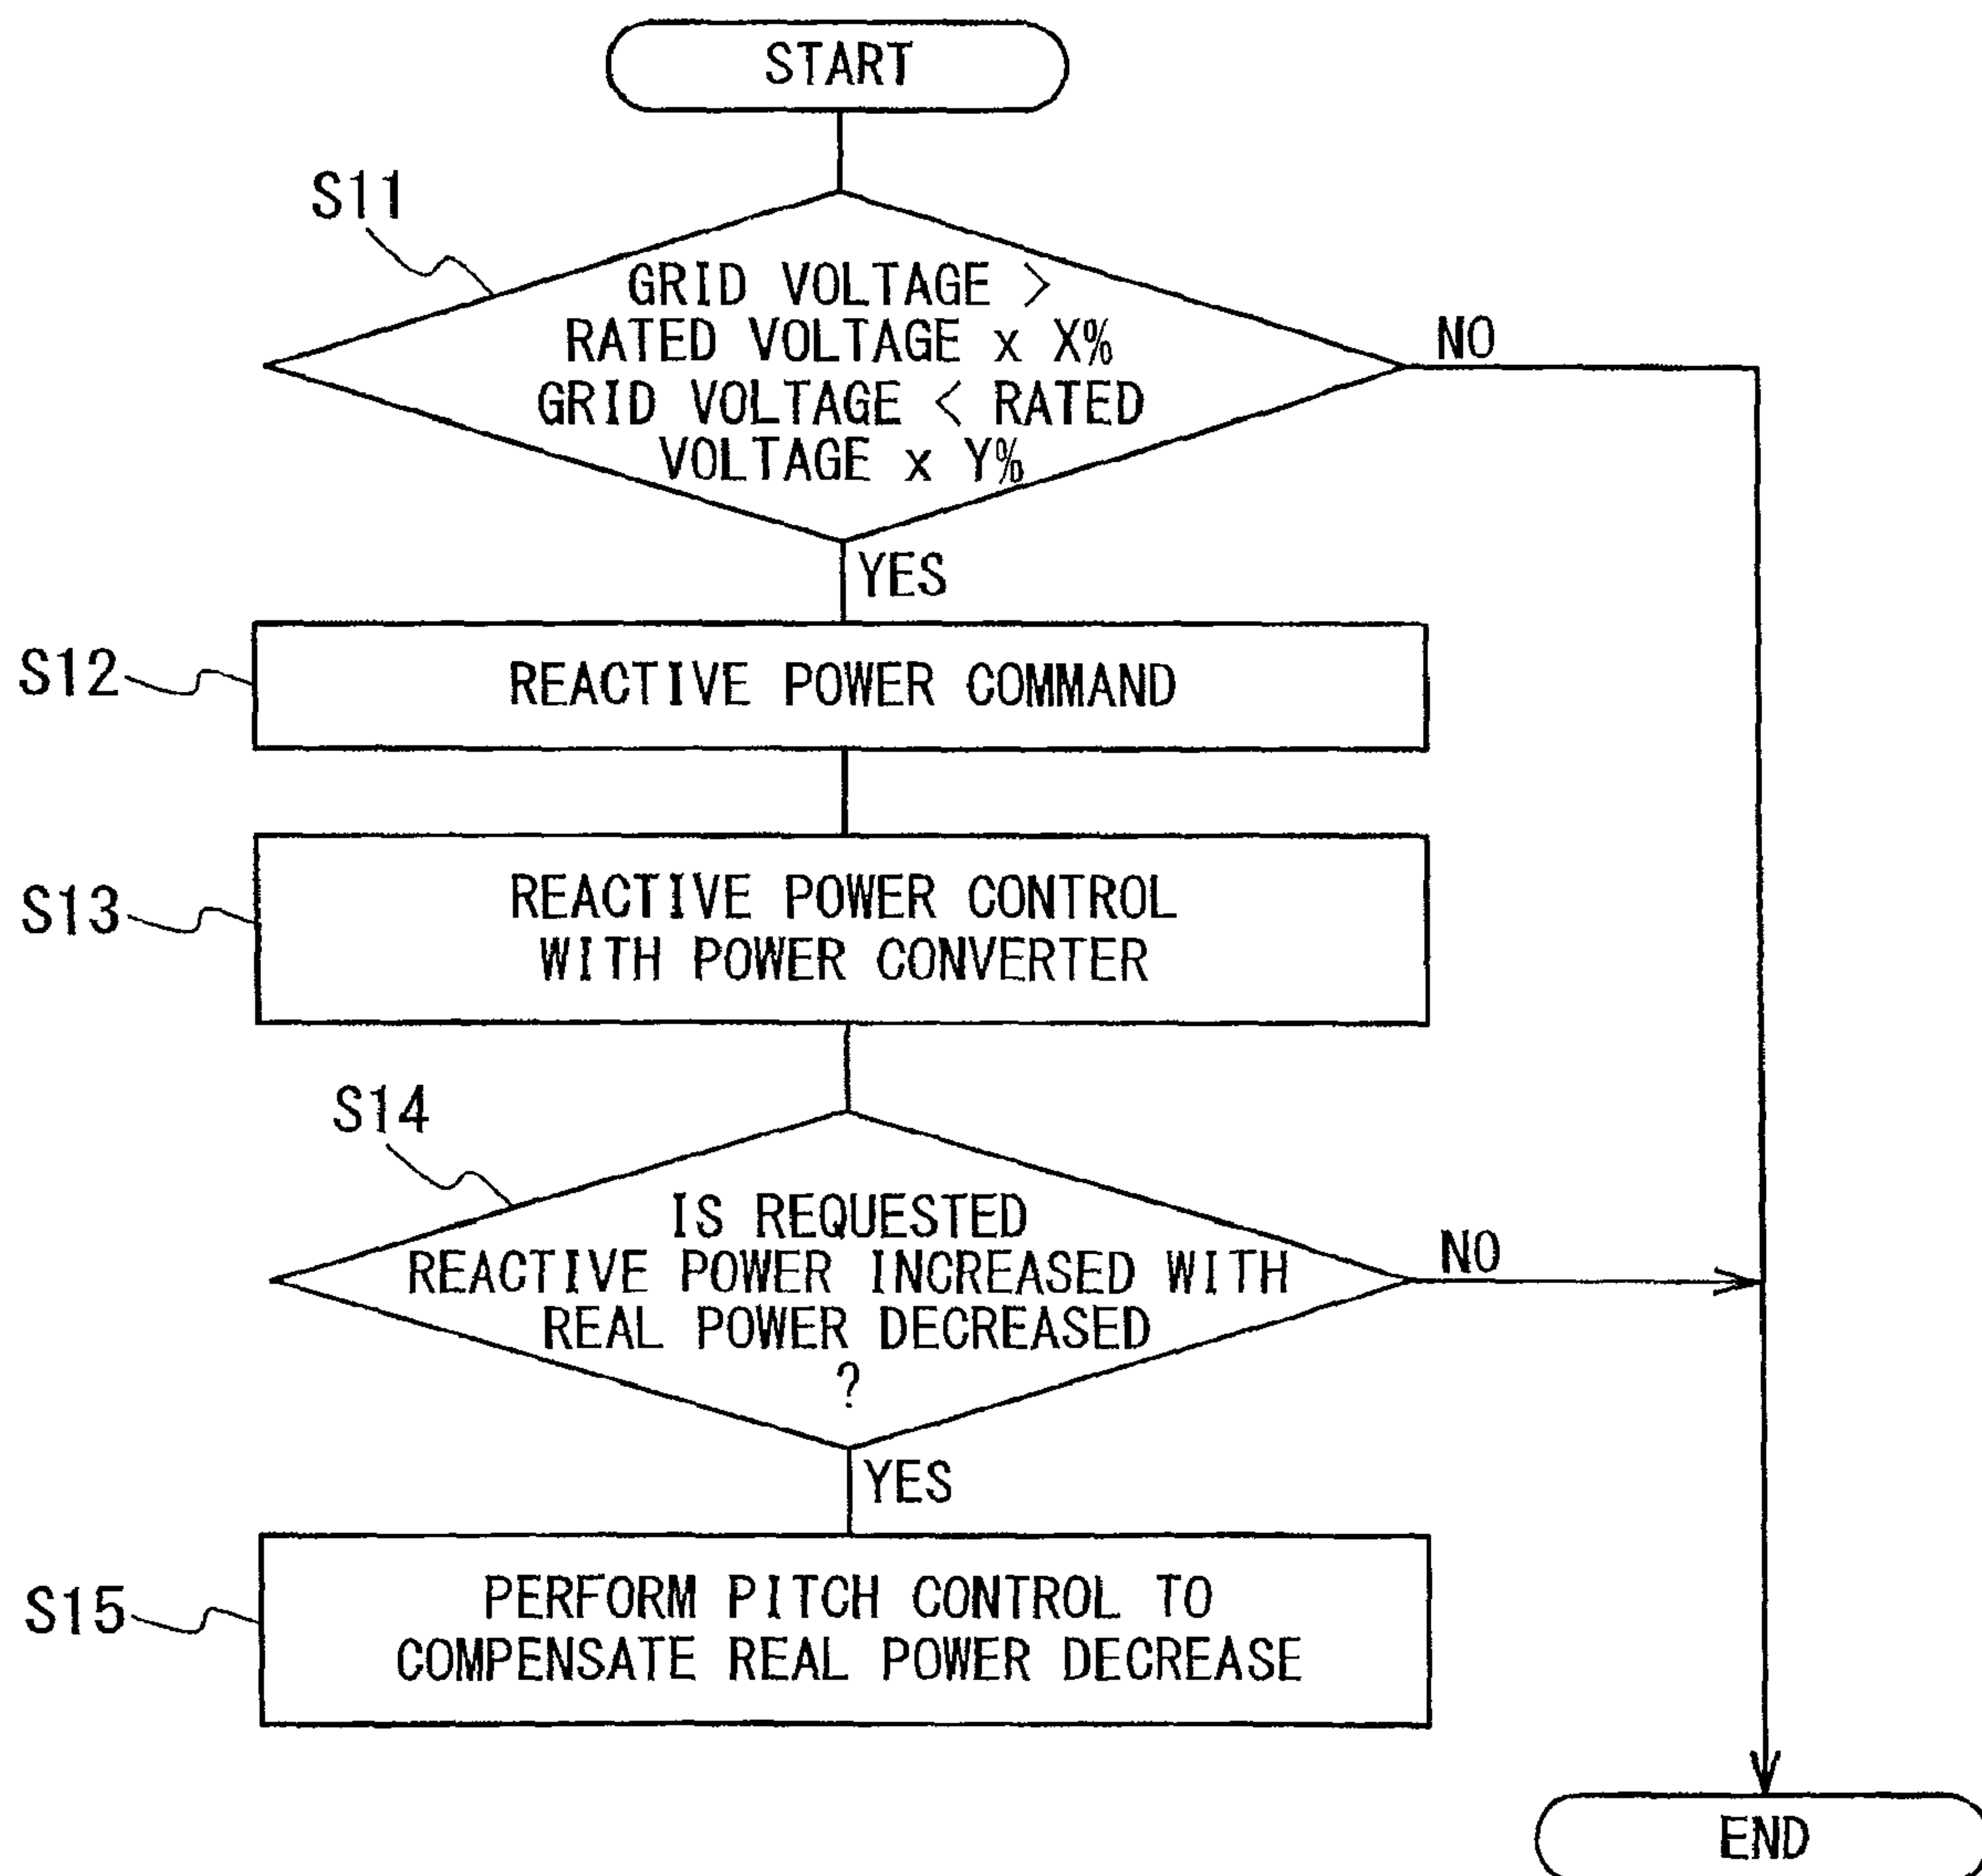 START
S11
GRID VOLTAGE >
RATED VOLTAGE x X%
GRID VOLTAGE < RATED
VOLTAGE x Y%
NO
YES
S12
REACTIVE POWER COMMAND
S13
REACTIVE POWER CONTROL
WITH POWER CONVERTER
S14
IS REQUESTED
REACTIVE POWER INCREASED WITH
REAL POWER DECREASED
?
NO
YES
S15
PERFORM PITCH CONTROL TO
COMPENSATE REAL POWER DECREASE
END